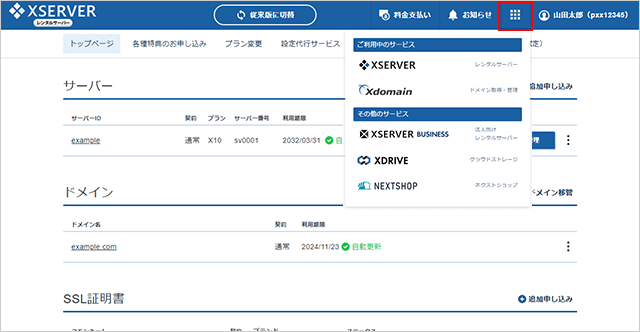 XSERVER
レンタルサーバー
従来版に切替
料金支払い
お知らせ
山田太郎 (pxx12345)
トップページ
各種特典のお申し込み
プラン変更
設定代行サービス
定)
ご利用中のサービス
XSERVER
レンタルサーバー
Xdomain
ドメイン取得・管理
その他のサービス
XSERVER BUSINESS
法人向け
レンタルサーバー
XDRIVE
クラウドストレージ
NEXTSHOP
ネクストショップ
サーバー
追加申し込み
サーバーID
契約
プラン
サーバー番号
利用期限
example
通常
X10
sv0001
2032/03/31
自
理
ドメイン
ドメイン移管
ドメイン名
契約
利用期限
example.com
通常
2024/11/23
自動更新
SSL証明書
追加申し込み